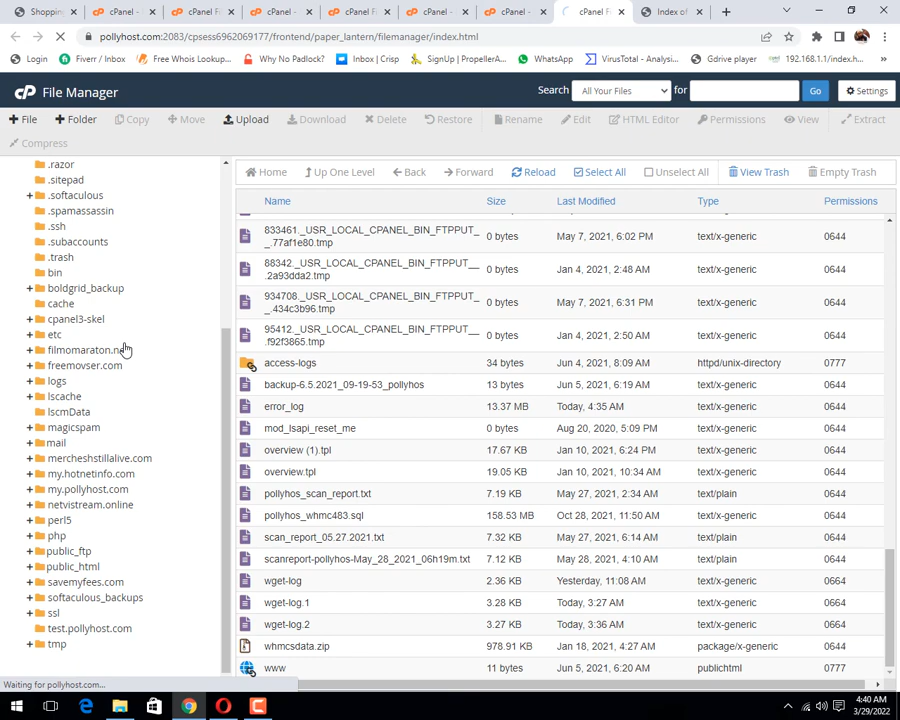 Shopping
cPanel -
cPanel F
cPanel -
cPanel Fi
cPanel -
cPanel -
cPanel F
Index of
pollyhost.com:2083/cpsess6962069177/frontend/paper_lantern/filemanager/index.html
Login
Fiverr / Inbox
Free Whois Lookup...
Why No Padlock?
Inbox | Crisp
SignUp | PropellerA...
WhatsApp
VirusTotal - Analysi...
Gdrive player
192.168.1.1/index.h...
File Manager
Search
All Your Files
for
Go
Settings
File
Folder
Copy
Move
Upload
Download
Delete
Restore
Rename
Edit
HTML Editor
Permissions
View
Extract
Compress
Home
Up One Level
Back
Forward
Reload
Select All
Unselect All
View Trash
Empty Trash
.razor
.sitepad
.softaculous
.spamassassin
.ssh
.subaccounts
.trash
bin
boldgrid_backup
cache
cpanel3-skel
etc
filmomaraton.n
freemovser.com
logs
lscache
lscmData
magicspam
mail
mercheshstillalive.com
my.hotnetinfo.com
my.pollyhost.com
netvistream.online
perl5
php
public_ftp
public_html
savemyfees.com
softaculous_backups
ssl
test.pollyhost.com
tmp
Name Size Last Modified Type Permissions
833461._USR_LOCAL_CPANEL_BIN_FTPPUT__
_.77af1e80.tmp 0 bytes May 7, 2021, 6:02 PM text/x-generic 0644
88342._USR_LOCAL_CPANEL_BIN_FTPPUT___
.2a93dda2.tmp 0 bytes Jan 4, 2021, 2:48 AM text/x-generic 0644
934708._USR_LOCAL_CPANEL_BIN_FTPPUT__
_.434c3b96.tmp 0 bytes May 7, 2021, 6:31 PM text/x-generic 0644
95412._USR_LOCAL_CPANEL_BIN_FTPPUT___
.f92f3865.tmp 0 bytes Jan 4, 2021, 2:50 AM text/x-generic 0644
access-logs 34 bytes Jun 4, 2021, 8:09 AM httpd/unix-directory 0777
backup-6.5.2021_09-19-53_pollyhos 13 bytes Jun 5, 2021, 6:19 AM text/x-generic 0644
error_log 13.37 MB Today, 4:35 AM text/x-generic 0644
mod_lsapi_reset_me 0 bytes Aug 20, 2020, 5:09 PM text/x-generic 0644
overview (1).tpl 17.67 KB Jan 10, 2021, 6:24 PM text/x-generic 0644
overview.tpl 19.05 KB Jan 10, 2021, 10:34 AM text/x-generic 0644
pollyhos_scan_report.txt 7.19 KB May 27, 2021, 2:34 AM text/plain 0644
pollyhos_whmc483.sql 158.53 MB Oct 28, 2021, 11:50 AM text/x-generic 0644
scan_report_05.27.2021.txt 7.32 KB May 27, 2021, 6:14 AM text/plain 0644
scanreport-pollyhos-May_28_2021_06h19m.txt 7.12 KB May 28, 2021, 4:10 AM text/plain 0644
wget-log 2.36 KB Yesterday, 11:08 AM text/x-generic 0644
wget-log.1 3.28 KB Today, 3:27 AM text/x-generic 0664
wget-log.2 3.27 KB Today, 3:36 AM text/x-generic 0644
whmcsdata.zip 978.91 KB Jan 18, 2021, 4:27 AM package/x-generic 0644
www 11 bytes Jun 5, 2021, 6:20 AM publichtml 0777
Waiting for pollyhost.com...
4:40 AM
3/29/2022